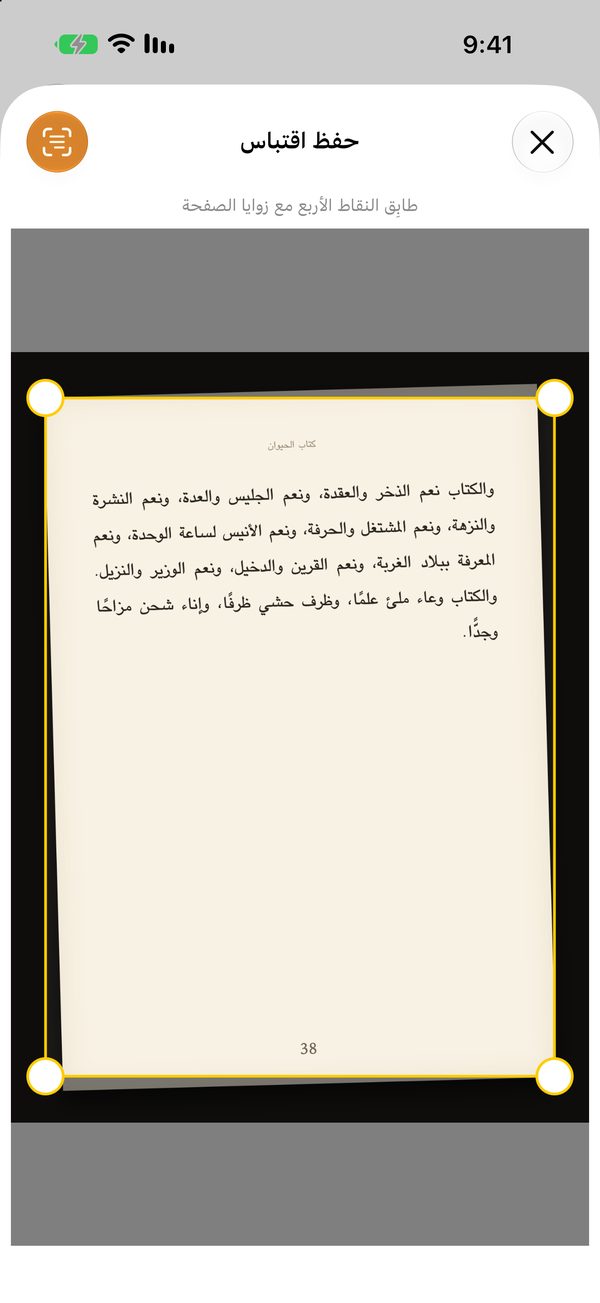 9:41
حفظ اقتباس
طابِق النقاط الأربع مع زوايا الصفحة
كتاب الحيوان
والكتاب نعم الذخر والعقدة، ونعم الجليس والعدة، ونعم النشرة
والنزهة، ونعم المشتغل والحرفة، ونعم الأنيس لساعة الوحدة، ونعم
المعرفة ببلاد الغربة، ونعم القرين والدخيل، ونعم الوزير والنزيل.
والكتاب وعاء ملئ علمًا، وظرف حشي ظرفًا، وإناء شحن مزاحًا
وجدًّا.
38